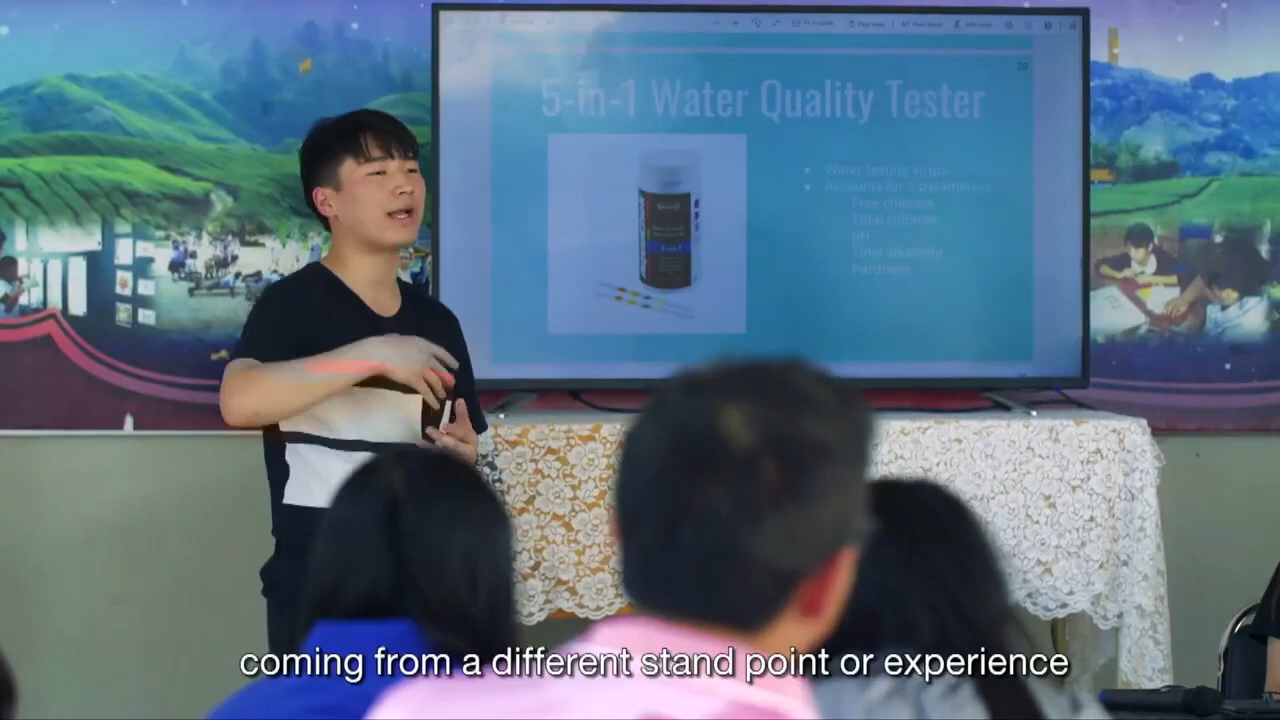 20
5-in-1 Water Quality Tester
Water testing strips
Accounts for 5 parameters
Free chlorine
Total chlorine
pH
Total alkalinity
hardness
coming from a different stand point or experience